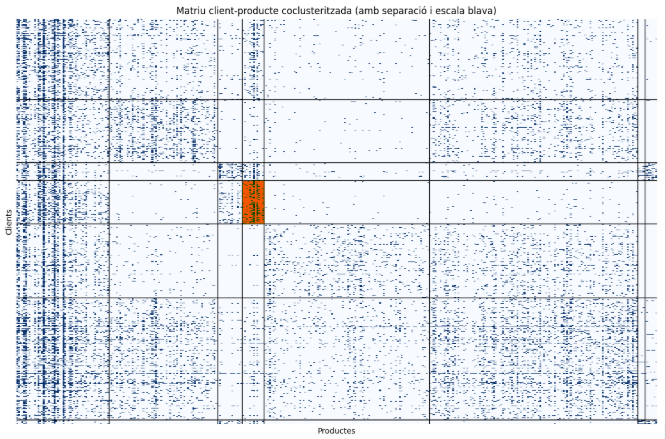 Matriu client-producte coclusteritzada (amb separació i escala blava)
Clients
Productes